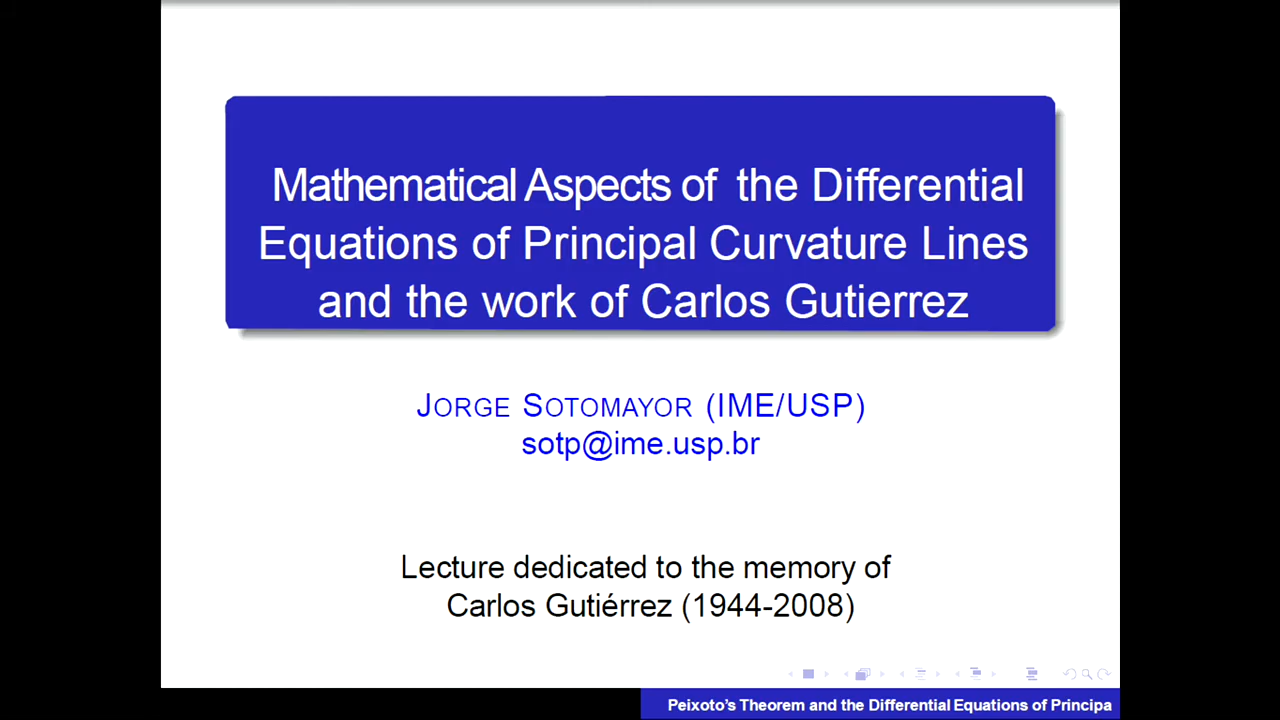 Mathematical Aspects of the Differential
Equations of Principal Curvature Lines
and the work of Carlos Gutierrez
JORGE SOTOMAYOR (IME/USP)
sotp@ime.usp.br
Lecture dedicated to the memory of
Carlos Gutiérrez (1944-2008)
Peixoto's Theorem and the Differential Equations of Principa